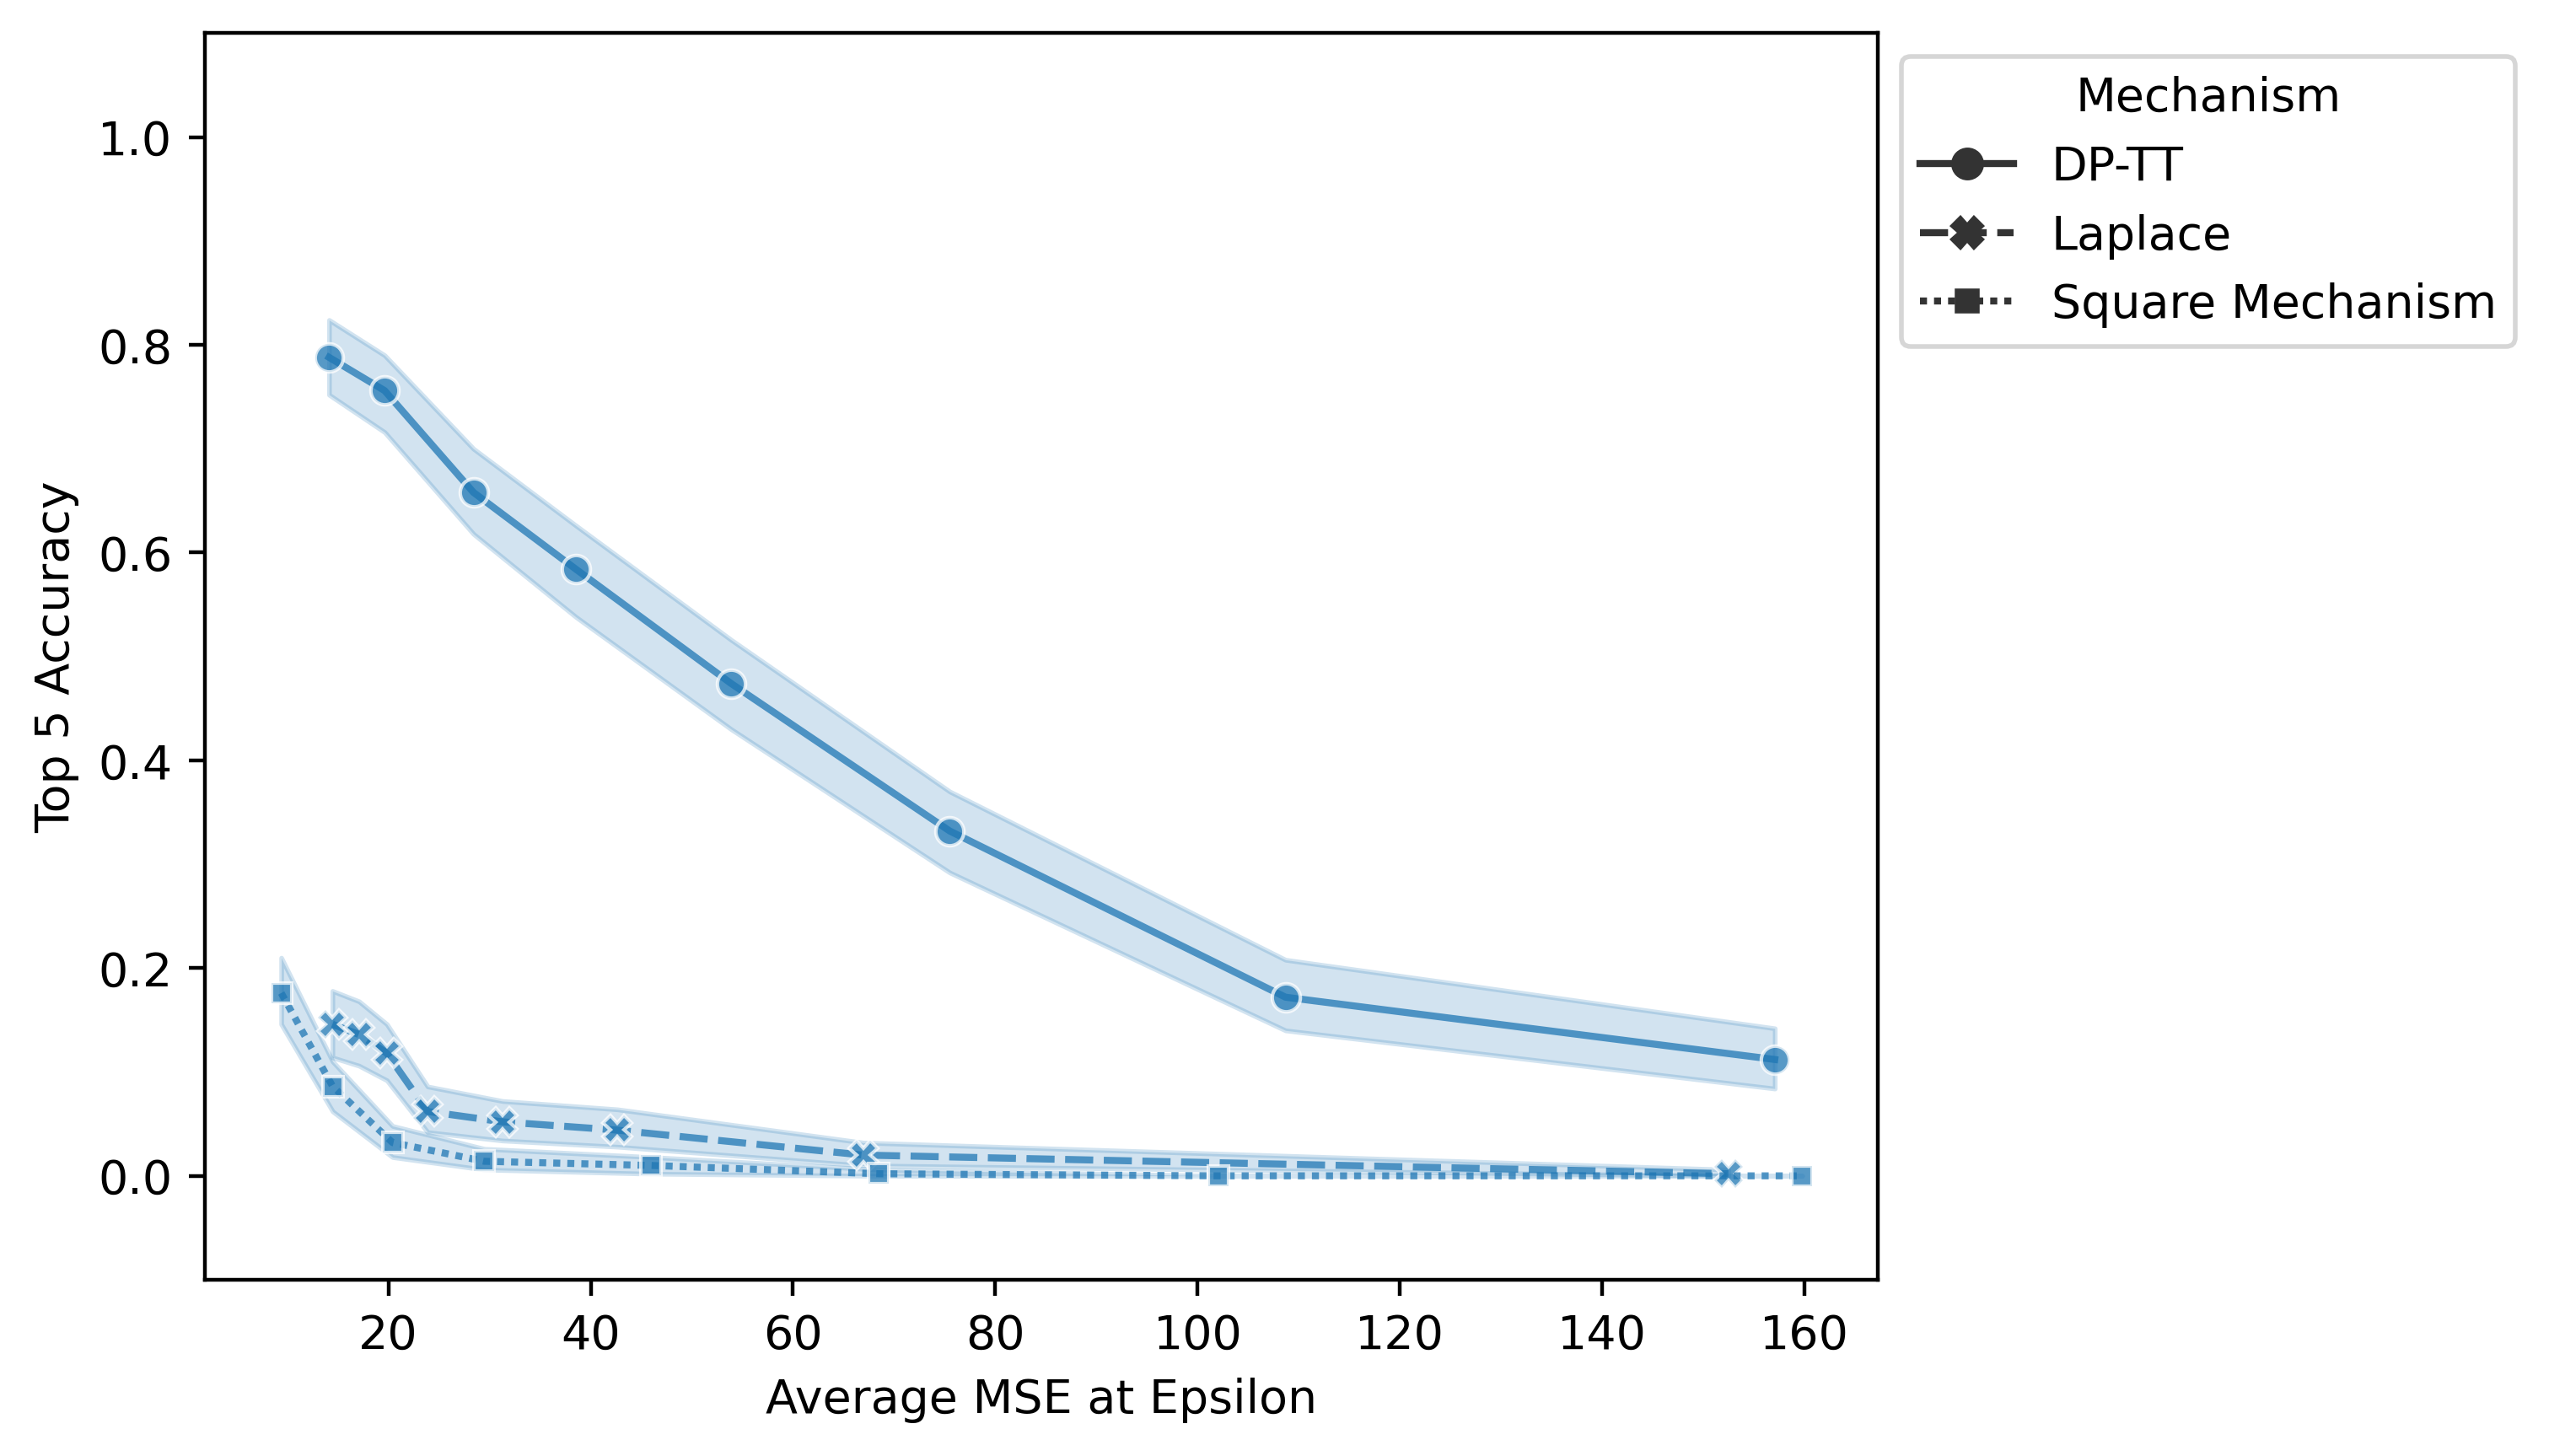 Mechanism
DP-TT
Laplace
Square Mechanism
Top 5 Accuracy
1.0
0.8
0.6
0.4
0.2
0.0
20 40 60 80 100 120 140 160
Average MSE at Epsilon